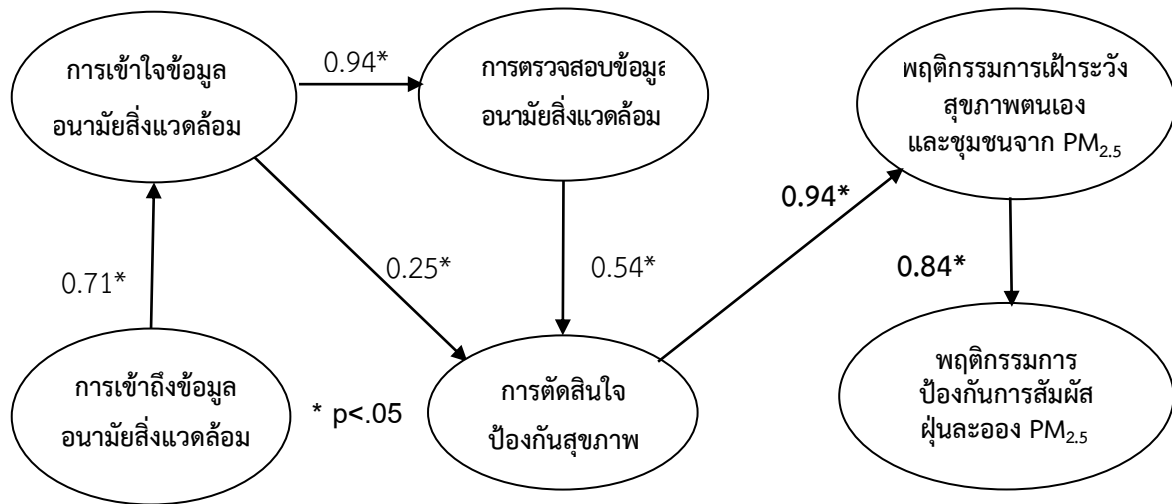 การเข้าใจข้อมูล
อนามัยสิ่งแวดล้อม
0.94*
การตรวจสอบข้อมูล
อนามัยสิ่งแวดล้อม
พฤติกรรมการเฝ้าระวัง
สุขภาพตนเอง
และชุมชนจาก PM2.5
0.71*
0.25*
0.54*
0.94*
0.84*
การเข้าถึงข้อมูล
อนามัยสิ่งแวดล้อม
* p<.05
การตัดสินใจ
ป้องกันสุขภาพ
พฤติกรรมการ
ป้องกันการสัมผัส
ฝุ่นละออง PM2.5